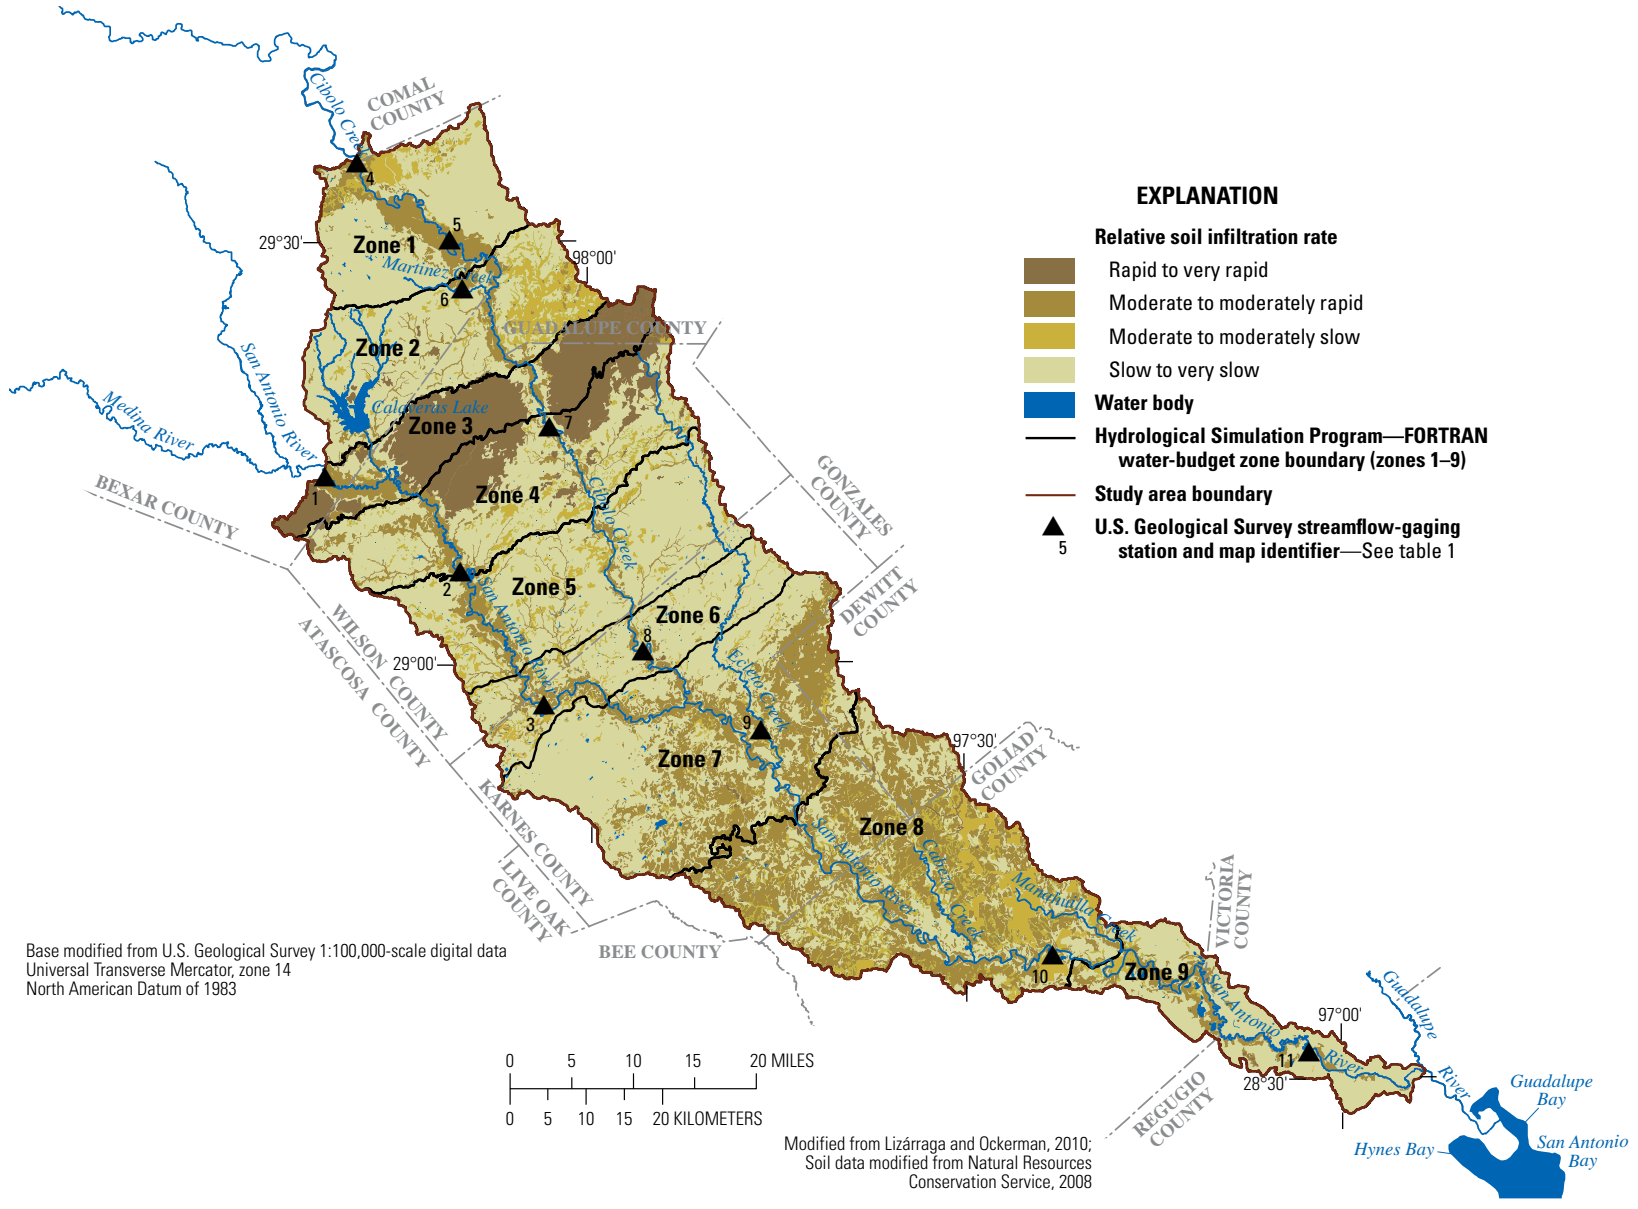 Cibolo Creek
COMAL
COUNTY
4
5
29°30'
Zone 1
98°00'
Martinez Creek
6
GUADALUPE COUNTY
Zone 2
San Antonio River
Medina River
Calaveras Lake
Zone 3
7
1
BEXAR COUNTY
Zone 4
Cibolo Creek
GONZALES
COUNTY
2
Zone 5
San Antonio River
Zone 6
8
DEWITT
COUNTY
WILSON COUNTY
ATASCOSA COUNTY
29°00'
Ecleto Creek
3
9
Zone 7
97°30'
GOLIAD
COUNTY
KARNES COUNTY
LIVE OAK
COUNTY
Zone 8
San Antonio River
Cabeza Creek
Manahuilla Creek
BEE COUNTY
10
Zone 9
VICTORIA
COUNTY
San Antonio
River
97°00'
11
28°30'
REGUGIO
COUNTY
Guadalupe
River
Guadalupe
Bay
Hynes Bay
San Antonio
Bay
EXPLANATION
Relative soil infiltration rate
Rapid to very rapid
Moderate to moderately rapid
Moderate to moderately slow
Slow to very slow
Water body
Hydrological Simulation Program—FORTRAN
water-budget zone boundary (zones 1–9)
Study area boundary
U.S. Geological Survey streamflow-gaging
5 station and map identifier—See table 1
Base modified from U.S. Geological Survey 1:100,000-scale digital data
Universal Transverse Mercator, zone 14
North American Datum of 1983
0 5 10 15 20 MILES
0 5 10 15 20 KILOMETERS
Modified from Lizárraga and Ockerman, 2010;
Soil data modified from Natural Resources
Conservation Service, 2008